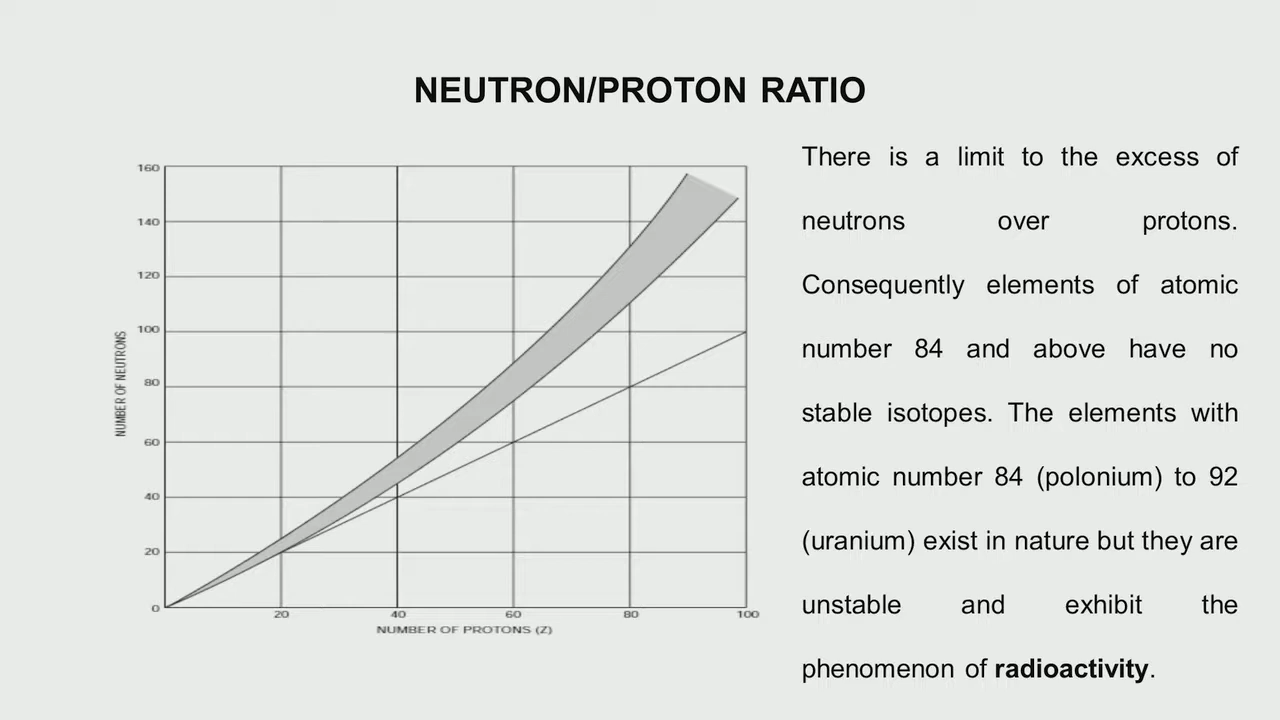 NEUTRON/PROTON RATIO
160
140
120
100
80
60
40
20
0
20 40 60 80 100
NUMBER OF NEUTRONS
NUMBER OF PROTONS (Z)
There is a limit to the excess of
neutrons over protons.
Consequently elements of atomic
number 84 and above have no
stable isotopes. The elements with
atomic number 84 (polonium) to 92
(uranium) exist in nature but they are
unstable and exhibit the
phenomenon of radioactivity.